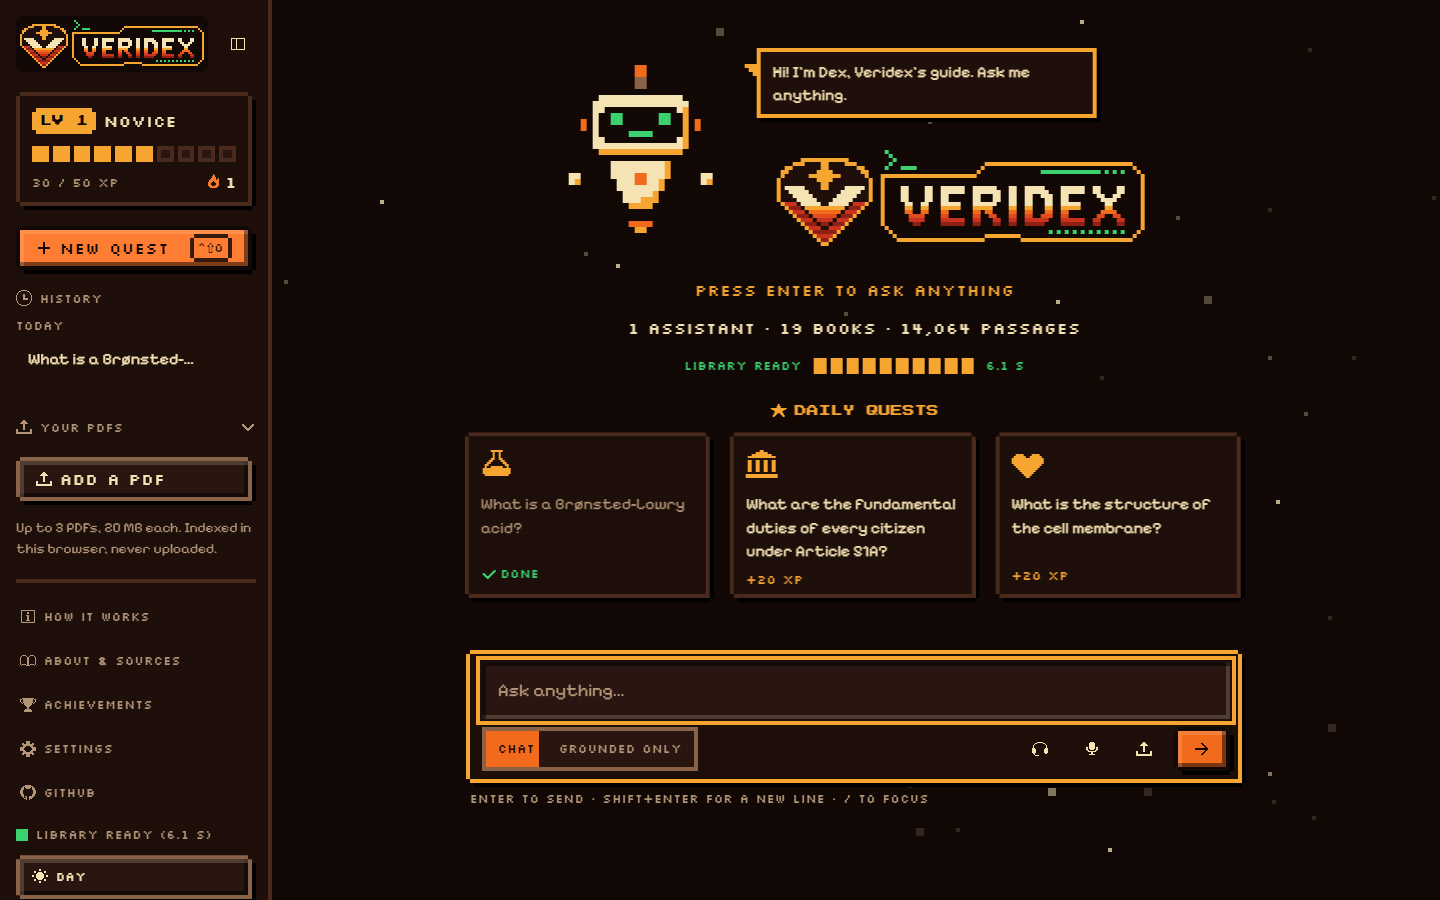 VERIDEX
LV 1 NOVICE
30 / 50 XP 1
+ NEW QUEST ^⇧O
HISTORY
TODAY
What is a Brønsted-...
YOUR PDFS
ADD A PDF
Up to 3 PDFs, 20 MB each. Indexed in
this browser, never uploaded.
HOW IT WORKS
ABOUT & SOURCES
ACHIEVEMENTS
SETTINGS
GITHUB
LIBRARY READY (6.1 S)
DAY
Hi! I'm Dex, Veridex's guide. Ask me
anything.
VERIDEX
PRESS ENTER TO ASK ANYTHING
1 ASSISTANT · 19 BOOKS · 14,064 PASSAGES
LIBRARY READY 6.1 S
DAILY QUESTS
What is a Brønsted-Lowry
acid?
DONE
What are the fundamental
duties of every citizen
under Article 51A?
+20 XP
What is the structure of
the cell membrane?
+20 XP
Ask anything...
CHAT GROUNDED ONLY
ENTER TO SEND · SHIFT+ENTER FOR A NEW LINE · / TO FOCUS